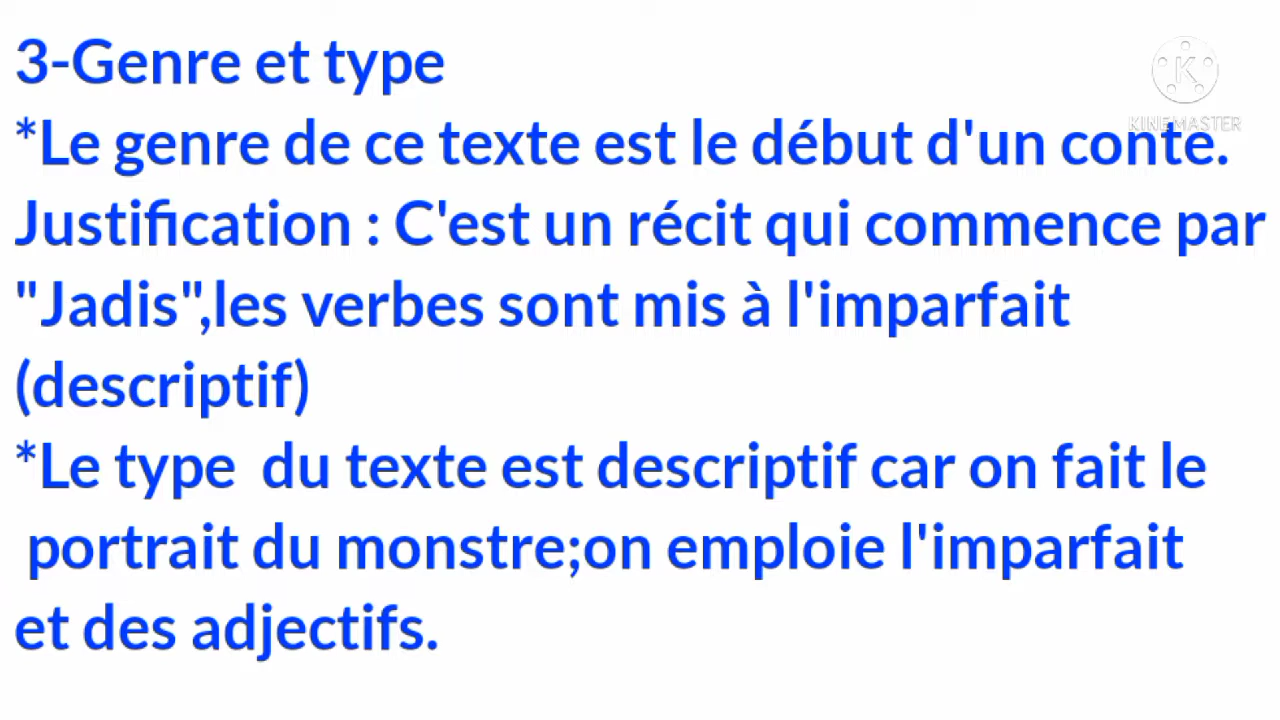 3-Genre et type
*Le genre de ce texte est le début d'un conte.
Justification : C'est un récit qui commence par
"Jadis",les verbes sont mis à l'imparfait
(descriptif)
*Le type  du texte est descriptif car on fait le
portrait du monstre;on emploie l'imparfait
et des adjectifs.
K
KINEMASTER